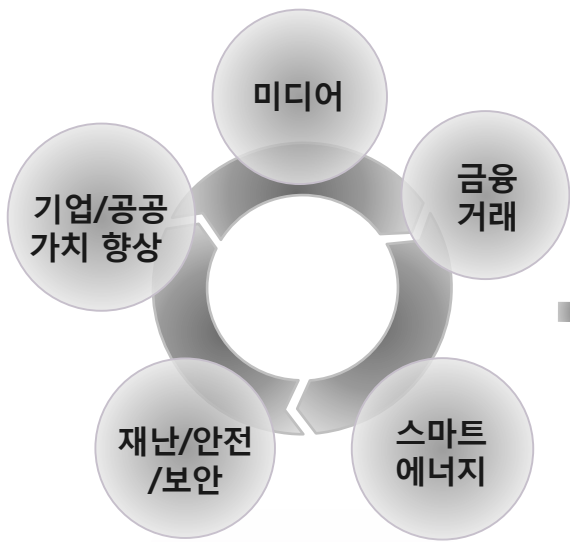 미디어
금융
거래
스마트
에너지
재난/안전
/보안
기업/공공
가치 향상